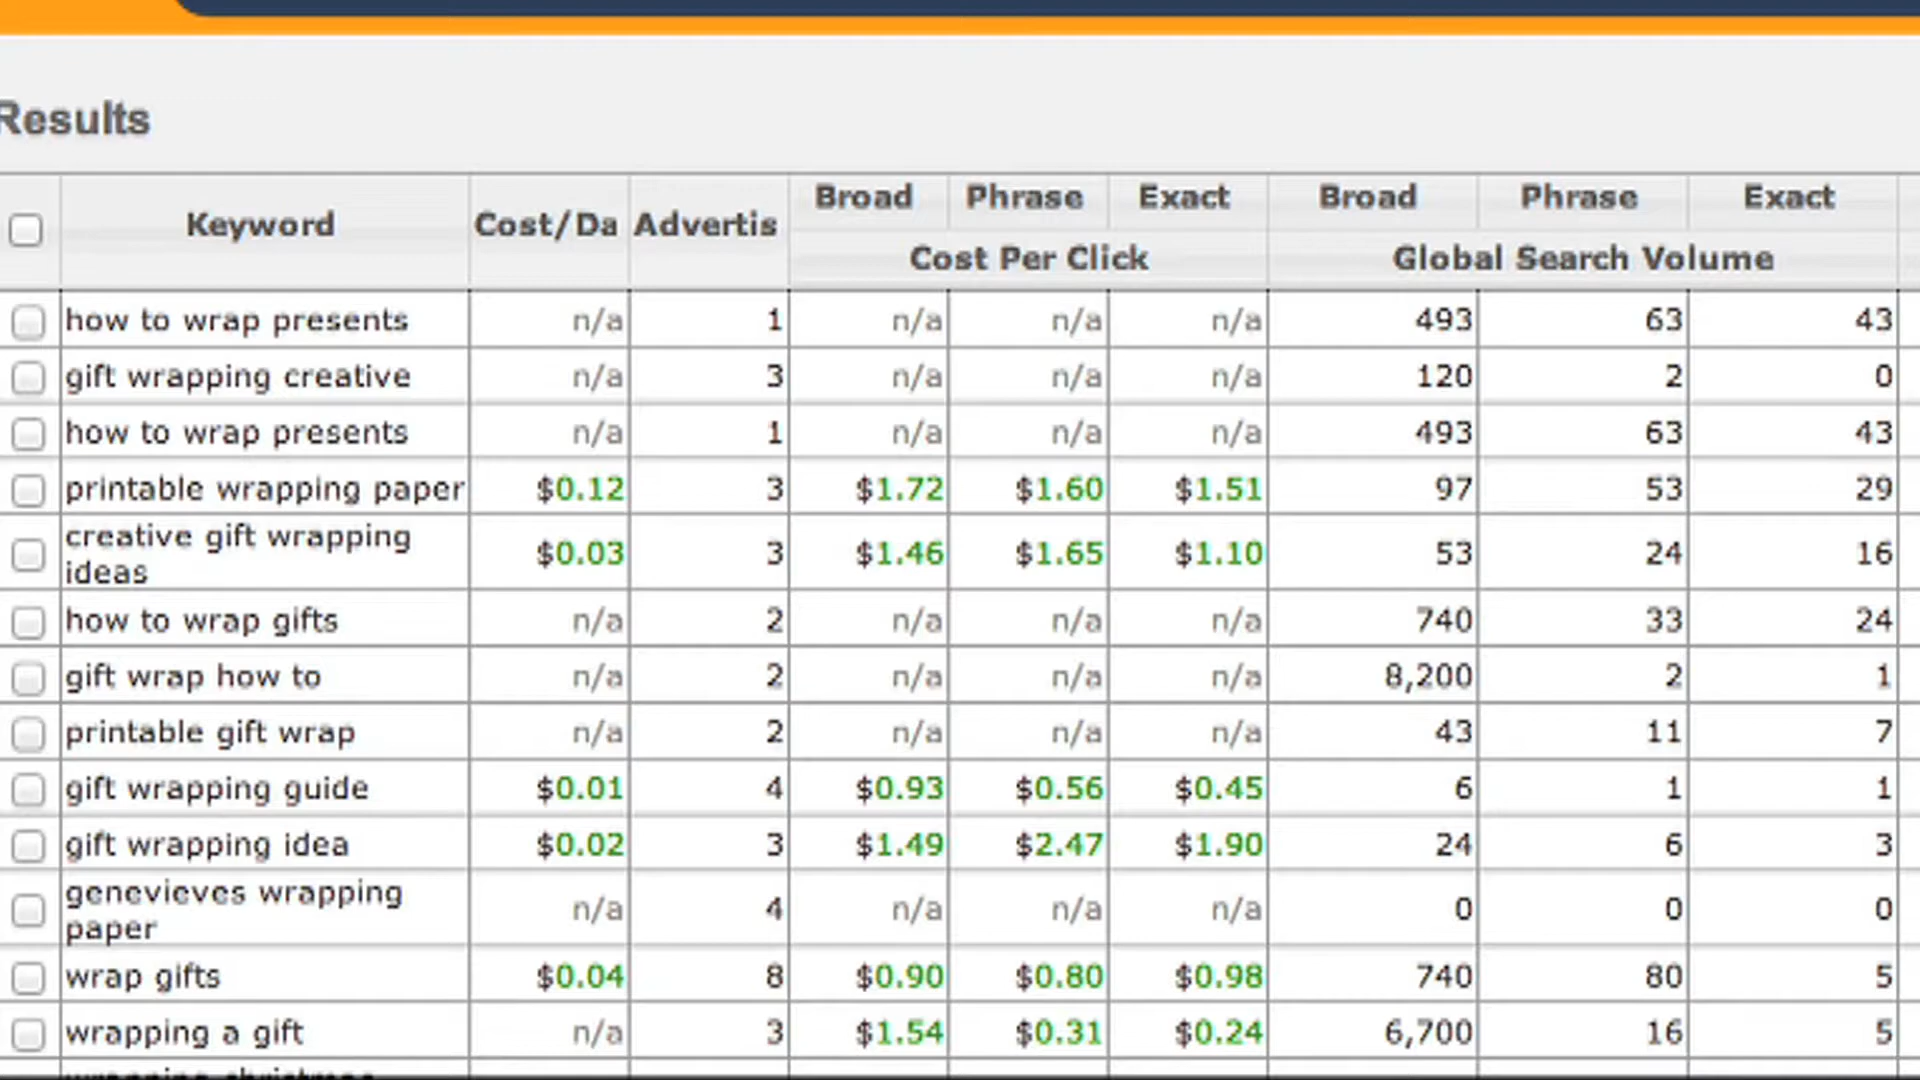 Results
Keyword Cost/Da Advertis Broad Phrase Exact Broad Phrase Exact
Cost Per Click Global Search Volume
how to wrap presents n/a 1 n/a n/a n/a 493 63 43
gift wrapping creative n/a 3 n/a n/a n/a 120 2 0
how to wrap presents n/a 1 n/a n/a n/a 493 63 43
printable wrapping paper $0.12 3 $1.72 $1.60 $1.51 97 53 29
creative gift wrapping
ideas $0.03 3 $1.46 $1.65 $1.10 53 24 16
how to wrap gifts n/a 2 n/a n/a n/a 740 33 24
gift wrap how to n/a 2 n/a n/a n/a 8,200 2 1
printable gift wrap n/a 2 n/a n/a n/a 43 11 7
gift wrapping guide $0.01 4 $0.93 $0.56 $0.45 6 1 1
gift wrapping idea $0.02 3 $1.49 $2.47 $1.90 24 6 3
genevieves wrapping
paper n/a 4 n/a n/a n/a 0 0 0
wrap gifts $0.04 8 $0.90 $0.80 $0.98 740 80 5
wrapping a gift n/a 3 $1.54 $0.31 $0.24 6,700 16 5